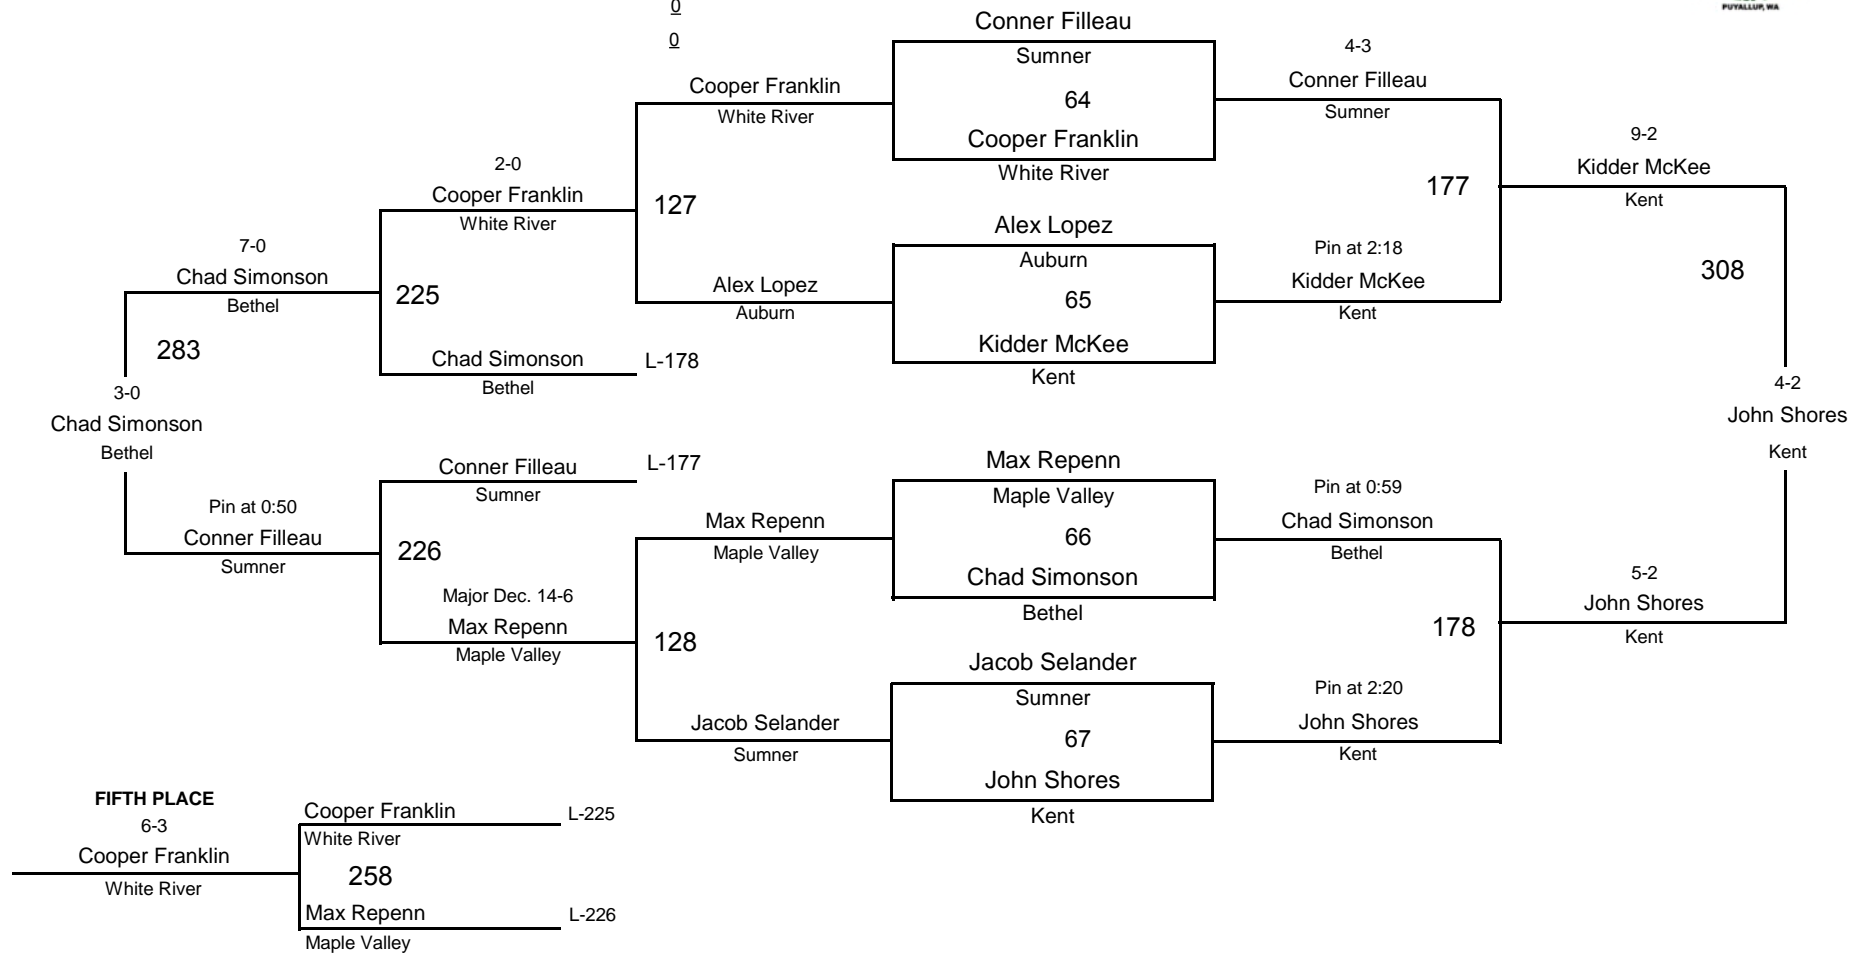 0
PUYALLUP, WA
0
Conner Filleau
Sumner
64
Cooper Franklin
White River
4-3
Conner Filleau
Sumner
Cooper Franklin
White River
9-2
Kidder McKee
Kent
177
2-0
Cooper Franklin
White River
127
Alex Lopez
Auburn
65
Kidder McKee
Kent
Pin at 2:18
Kidder McKee
Kent
308
7-0
Chad Simonson
Bethel
225
Alex Lopez
Auburn
283
Chad Simonson
Bethel
L-178
3-0
Chad Simonson
Bethel
4-2
John Shores
Kent
Conner Filleau
Sumner
L-177
Max Repenn
Maple Valley
66
Chad Simonson
Bethel
Pin at 0:59
Chad Simonson
Bethel
Pin at 0:50
Conner Filleau
Sumner
226
Max Repenn
Maple Valley
Major Dec. 14-6
Max Repenn
Maple Valley
128
5-2
John Shores
Kent
178
Jacob Selander
Sumner
67
John Shores
Kent
Pin at 2:20
John Shores
Kent
Jacob Selander
Sumner
FIFTH PLACE
6-3
Cooper Franklin
White River
Cooper Franklin
L-225
White River
258
Max Repenn
L-226
Maple Valley